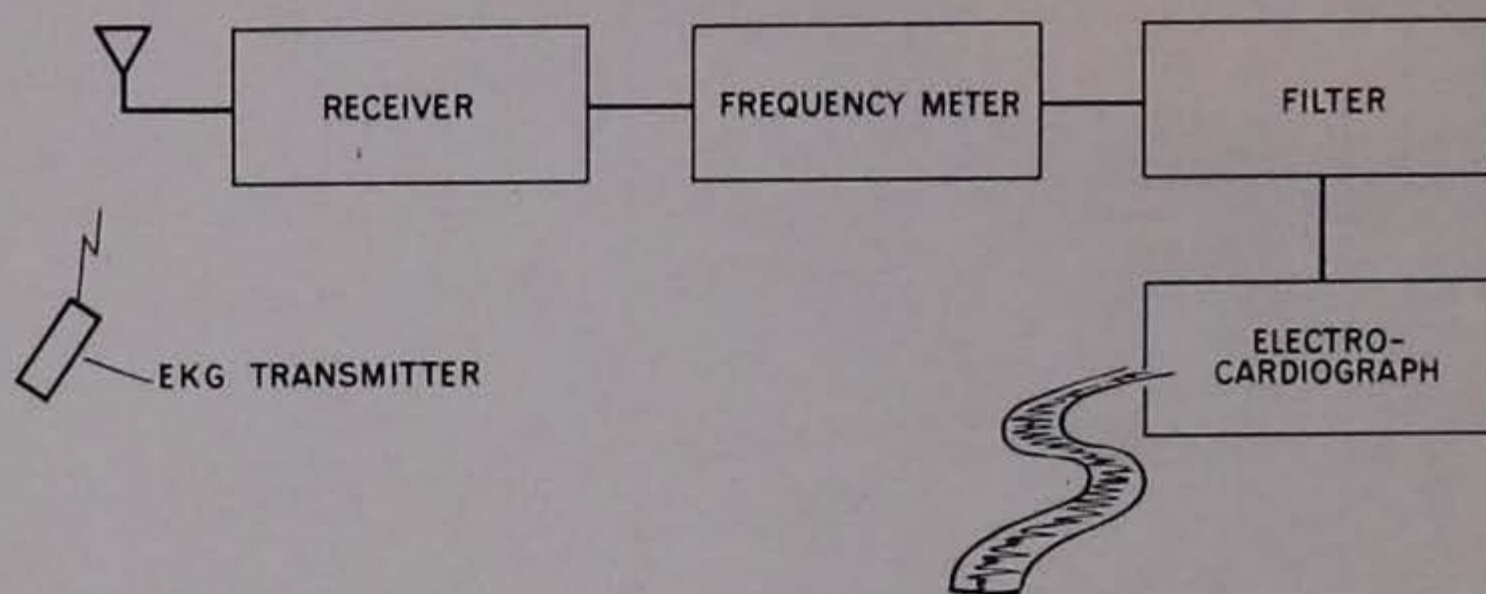 RECEIVER
FREQUENCY METER
FILTER
EKG TRANSMITTER
ELECTRO-
CARDIOGRAPH